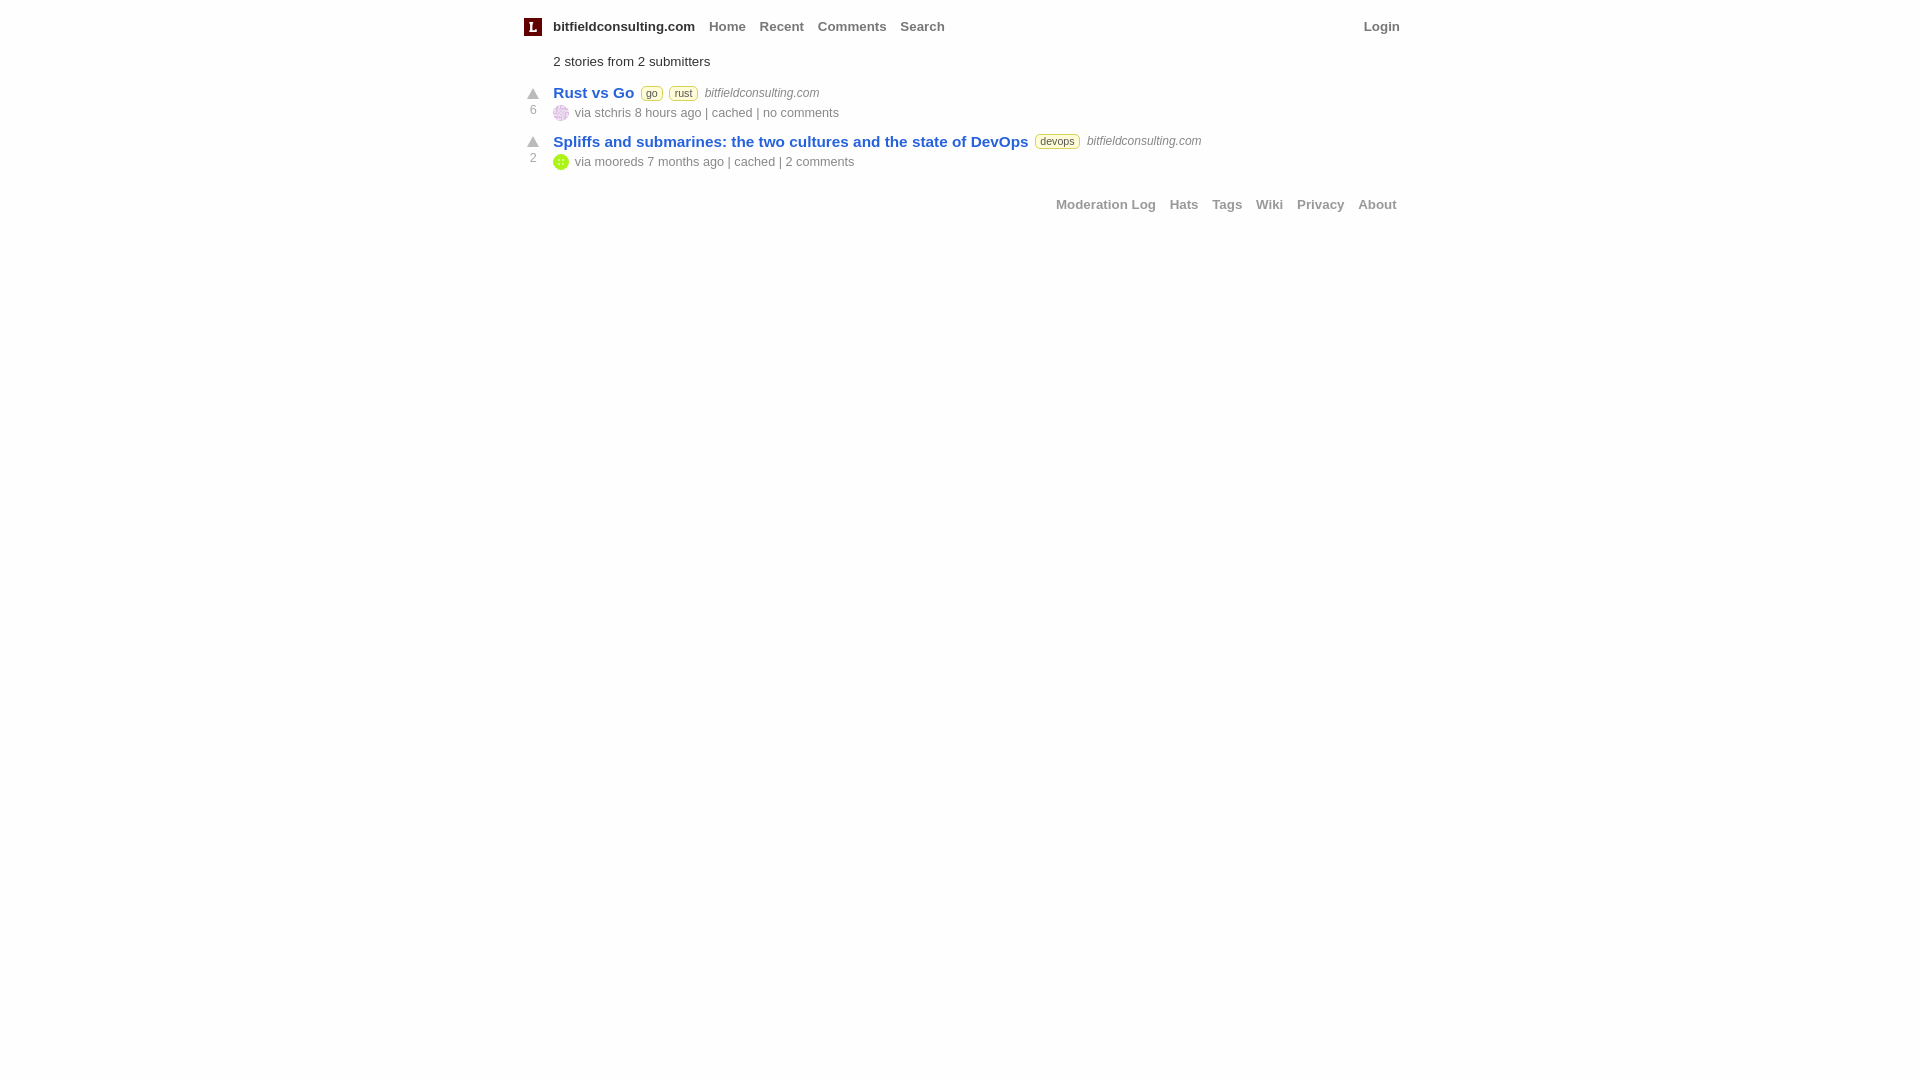 L bitfieldconsulting.com Home Recent Comments Search Login
2 stories from 2 submitters
Rust vs Go go rust bitfieldconsulting.com
6 via stchris 8 hours ago | cached | no comments
Spliffs and submarines: the two cultures and the state of DevOps devops bitfieldconsulting.com
2 via mooreds 7 months ago | cached | 2 comments
Moderation Log Hats Tags Wiki Privacy About